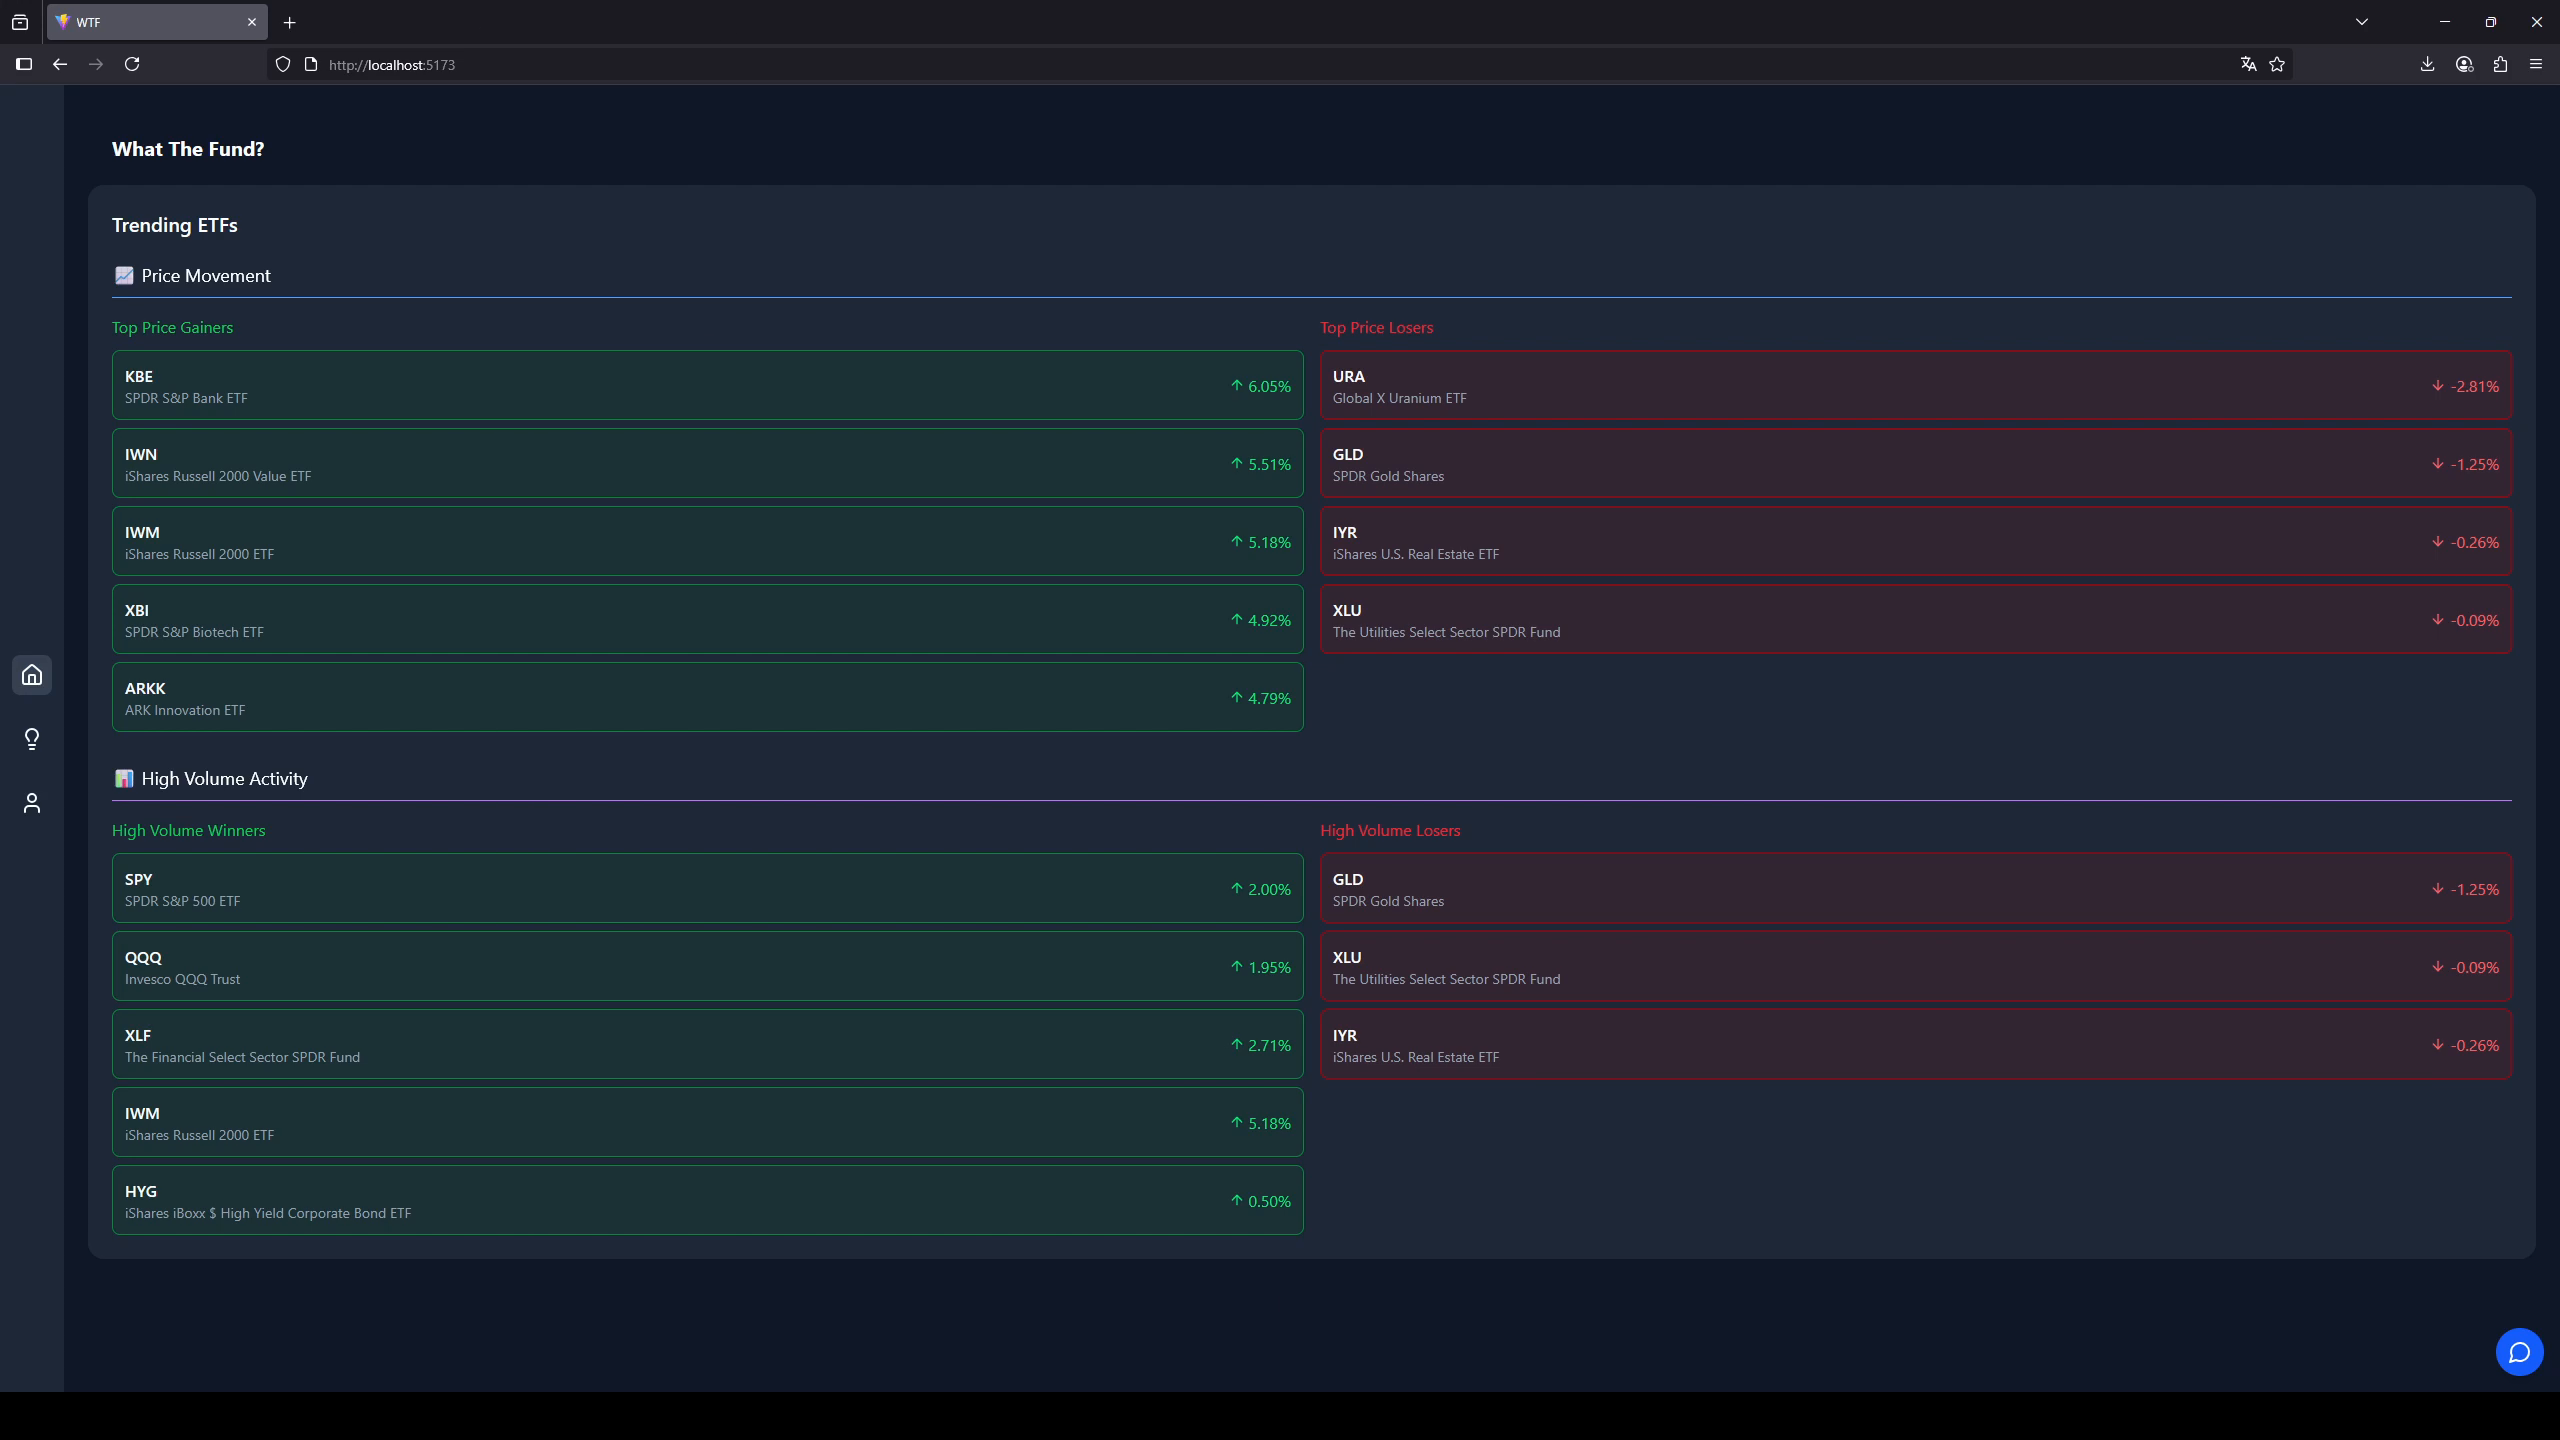 WTF
http://localhost:5173
What The Fund?
Trending ETFs
Price Movement
Top Price Gainers
KBE
SPDR S&P Bank ETF
6.05%
IWN
iShares Russell 2000 Value ETF
5.51%
IWM
iShares Russell 2000 ETF
5.18%
XBI
SPDR S&P Biotech ETF
4.92%
ARKK
ARK Innovation ETF
4.79%
Top Price Losers
URA
Global X Uranium ETF
-2.81%
GLD
SPDR Gold Shares
-1.25%
IYR
iShares U.S. Real Estate ETF
-0.26%
XLU
The Utilities Select Sector SPDR Fund
-0.09%
High Volume Activity
High Volume Winners
SPY
SPDR S&P 500 ETF
2.00%
QQQ
Invesco QQQ Trust
1.95%
XLF
The Financial Select Sector SPDR Fund
2.71%
IWM
iShares Russell 2000 ETF
5.18%
HYG
iShares iBoxx $ High Yield Corporate Bond ETF
0.50%
High Volume Losers
GLD
SPDR Gold Shares
-1.25%
XLU
The Utilities Select Sector SPDR Fund
-0.09%
IYR
iShares U.S. Real Estate ETF
-0.26%